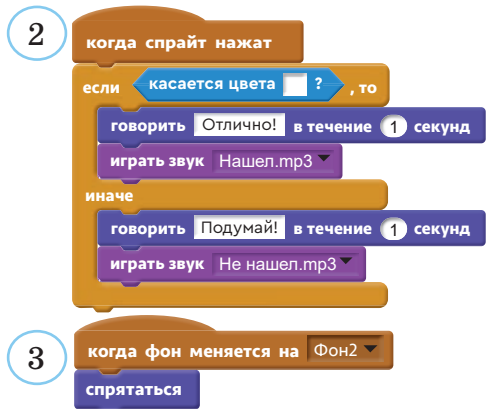 2
когда спрайт нажат
если касается цвета ? , то
говорить Отлично! в течение 1 секунд
играть звук Нашел.mp3
иначе
говорить Подумай! в течение 1 секунд
играть звук Не нашел.mp3
3
когда фон меняется на Фон2
спрятаться